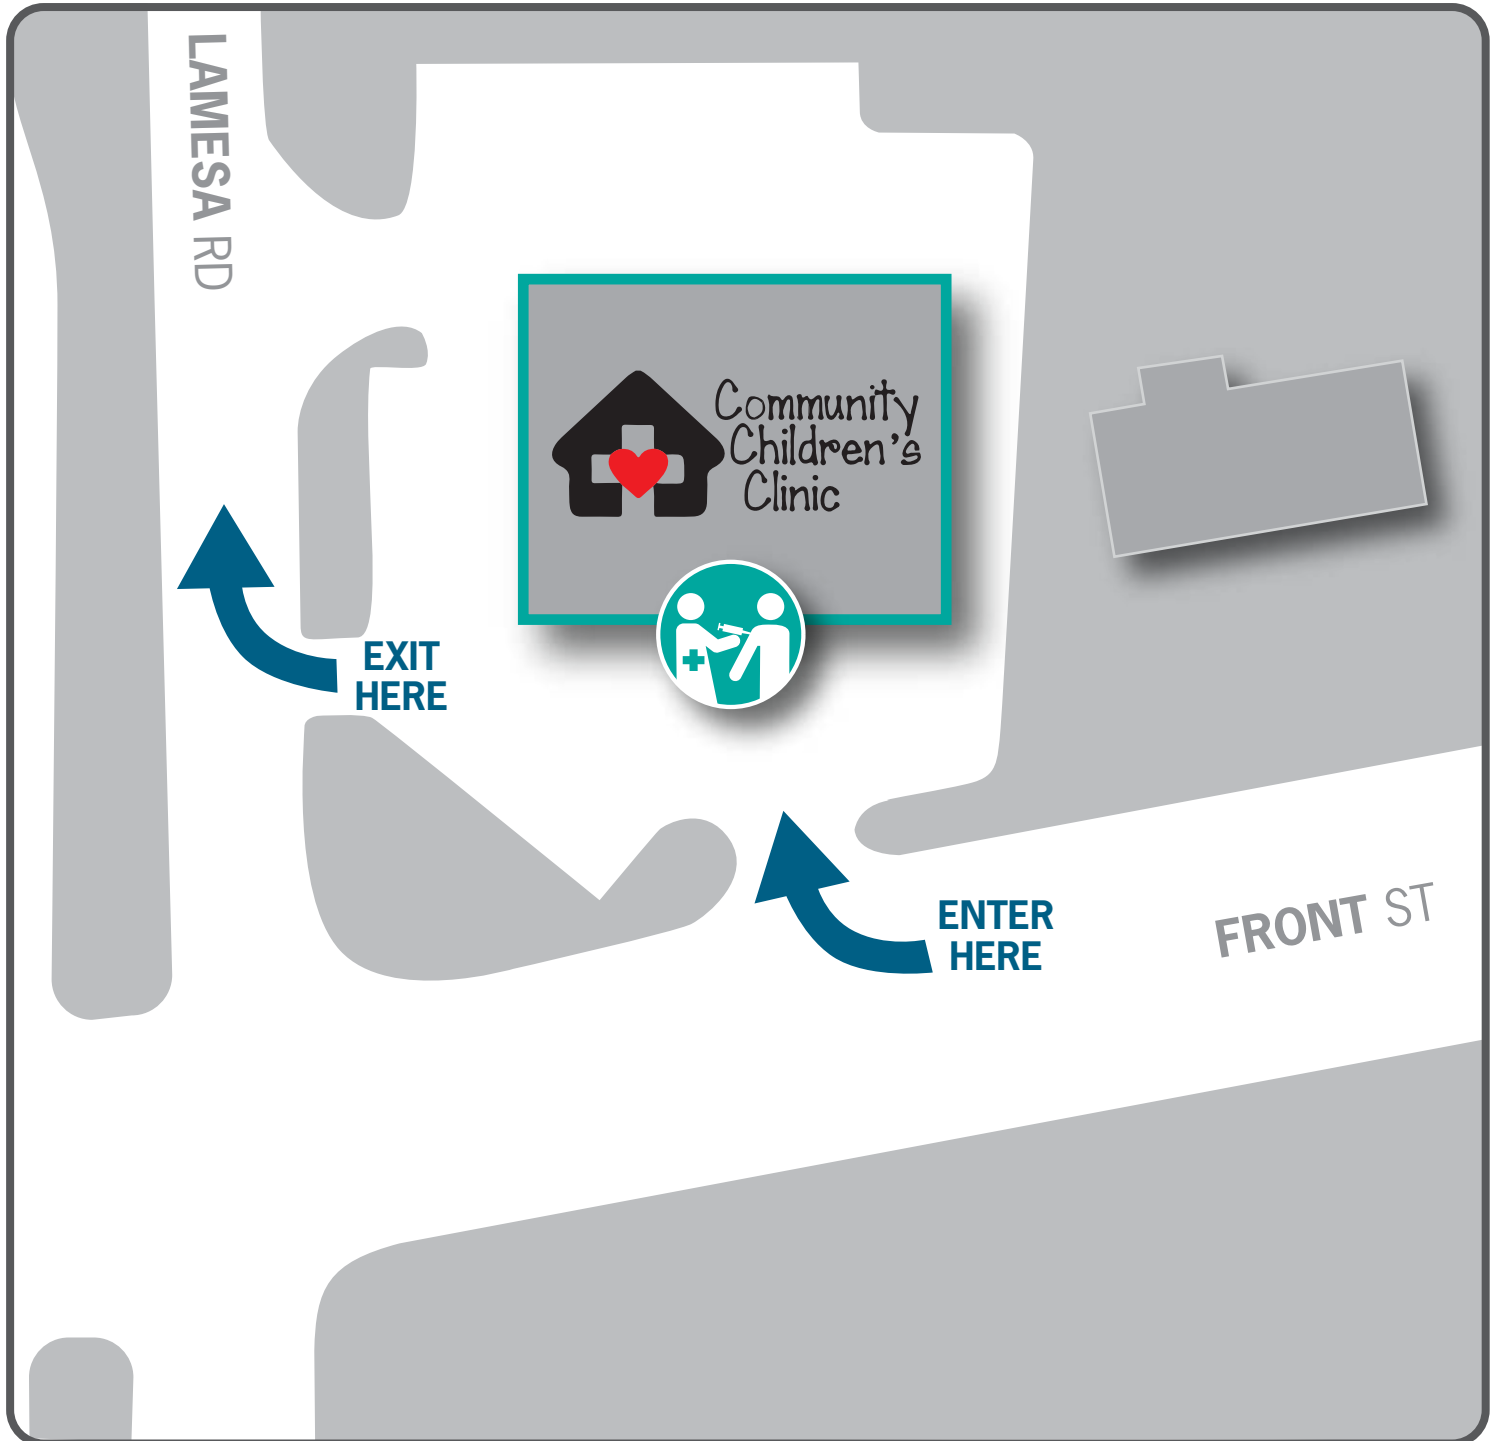 LAMESA RD
Community
Children's
Clinic
EXIT
HERE
ENTER
HERE
FRONT ST